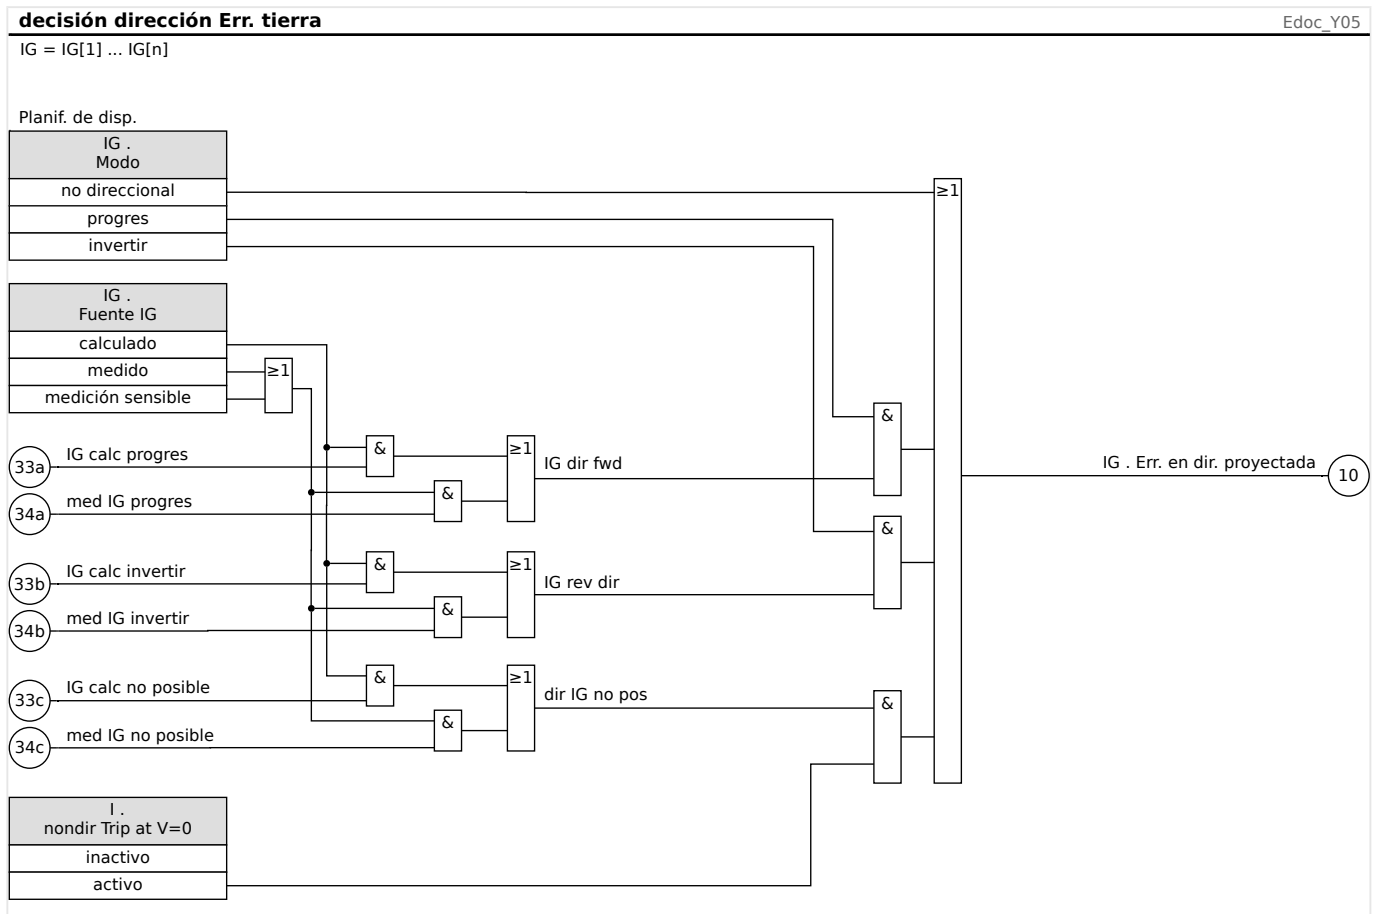 decisión dirección Err. tierra
Edoc_Y05
IG = IG[1] ... IG[n]
Planif. de disp.
IG .
Modo
no direccional
≥1
progres
invertir
IG .
Fuente IG
calculado
medido
≥1
medición sensible
&
33a
IG calc progres
&
≥1
IG dir fwd
IG . Err. en dir. proyectada
10
34a
med IG progres
&
&
33b
IG calc invertir
&
≥1
IG rev dir
34b
med IG invertir
&
33c
IG calc no posible
&
≥1
dir IG no pos
&
34c
med IG no posible
&
I .
nondir Trip at V=0
inactivo
activo